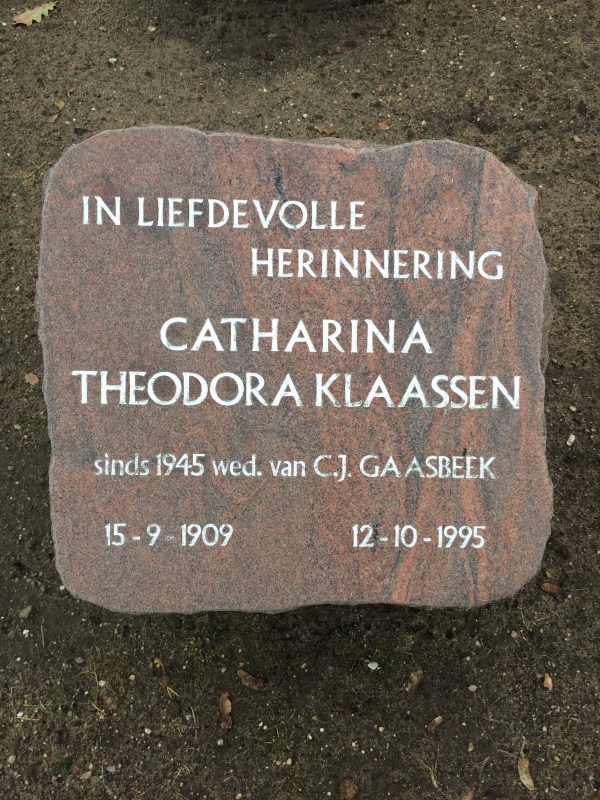 IN LIEFDEVOLLE
HERINNERING
CATHARINA
THEODORA KLAASSEN
sinds 1945 wed. van C.J. GAASBEEK
15-9-1909 12-10-1995